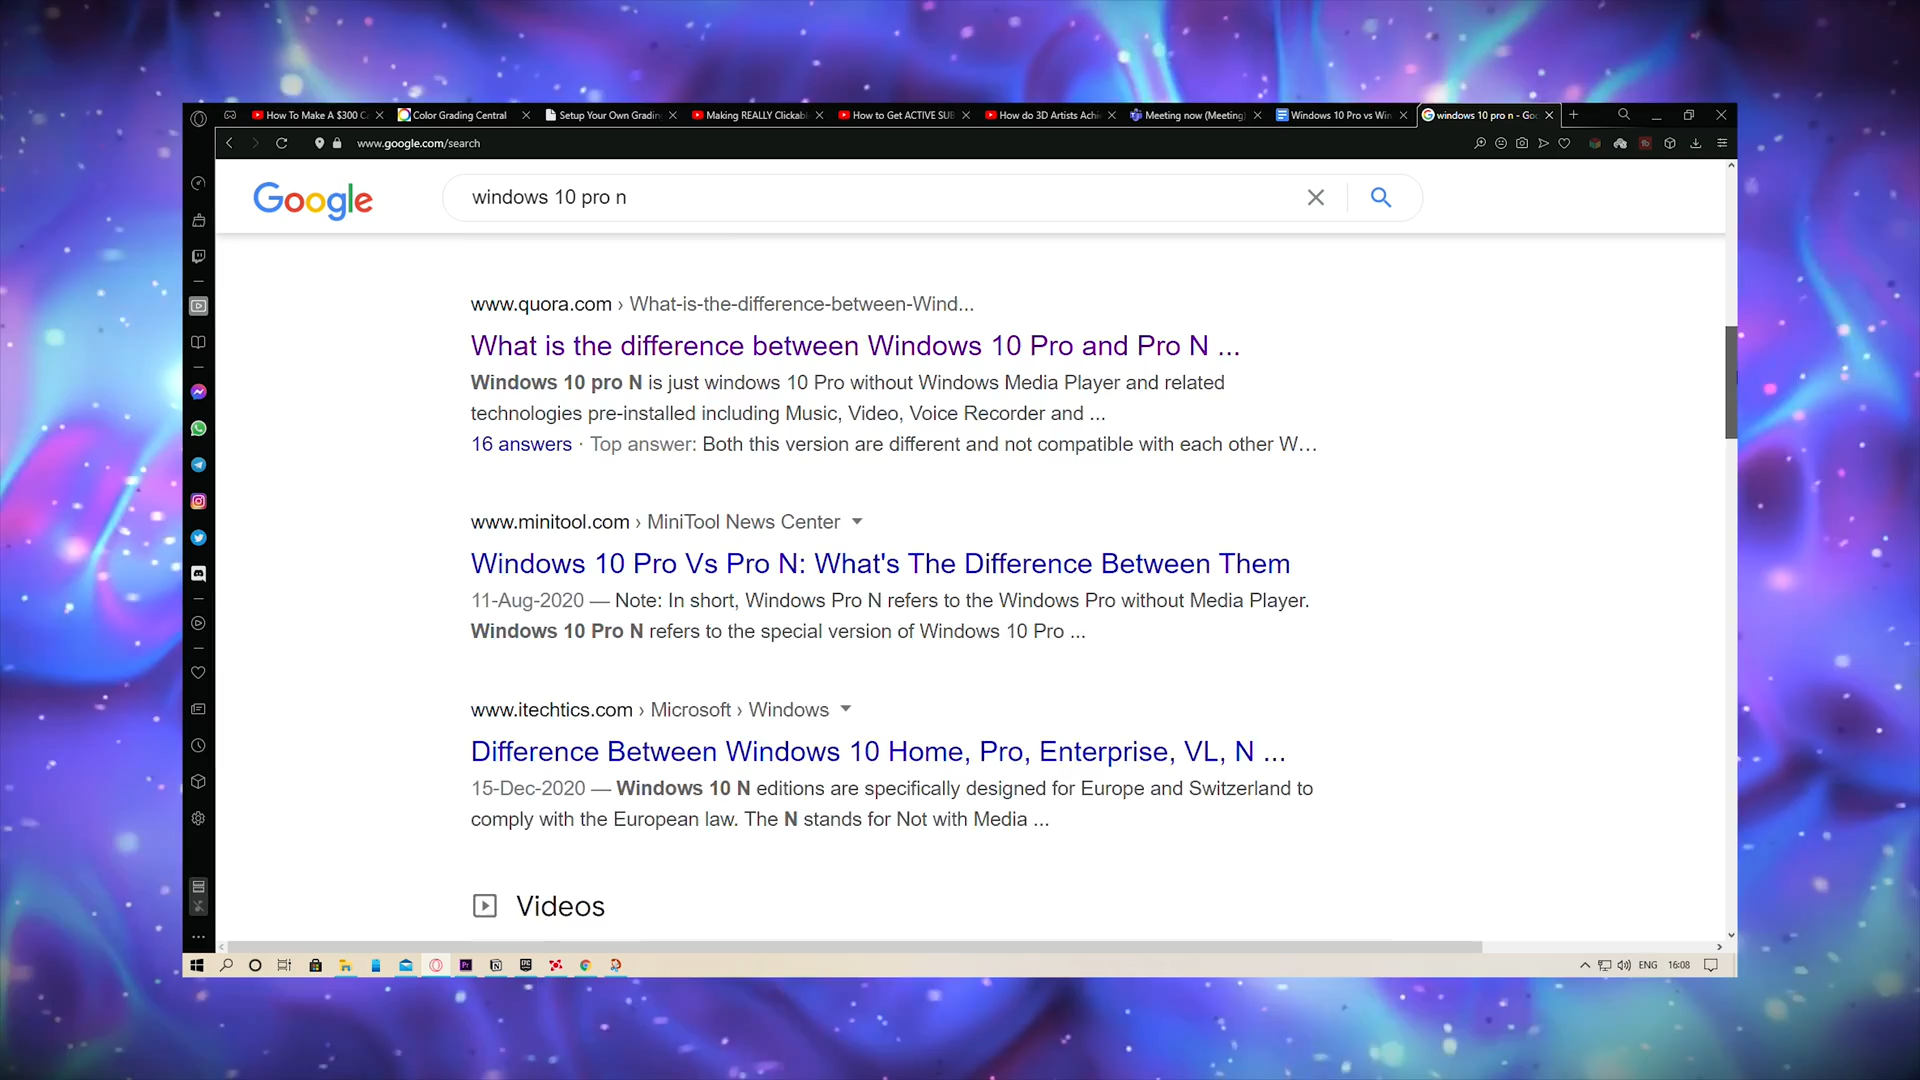 How To Make A $300 C
Color Grading Central
Setup Your Own Gradin
Making REALLY Clickab
How to Get ACTIVE SUB
How do 3D Artists Achi
Meeting now (Meeting)
Windows 10 Pro vs Win
windows 10 pro n - Goo
www.google.com/search
Google
windows 10 pro n
www.quora.com › What-is-the-difference-between-Wind...
What is the difference between Windows 10 Pro and Pro N ...
Windows 10 pro N is just windows 10 Pro without Windows Media Player and related
technologies pre-installed including Music, Video, Voice Recorder and ...
16 answers · Top answer: Both this version are different and not compatible with each other W...
www.minitool.com › MiniTool News Center
Windows 10 Pro Vs Pro N: What's The Difference Between Them
11-Aug-2020 — Note: In short, Windows Pro N refers to the Windows Pro without Media Player.
Windows 10 Pro N refers to the special version of Windows 10 Pro ...
www.itechtics.com › Microsoft › Windows
Difference Between Windows 10 Home, Pro, Enterprise, VL, N ...
15-Dec-2020 — Windows 10 N editions are specifically designed for Europe and Switzerland to
comply with the European law. The N stands for Not with Media ...
Videos
ENG
16:08